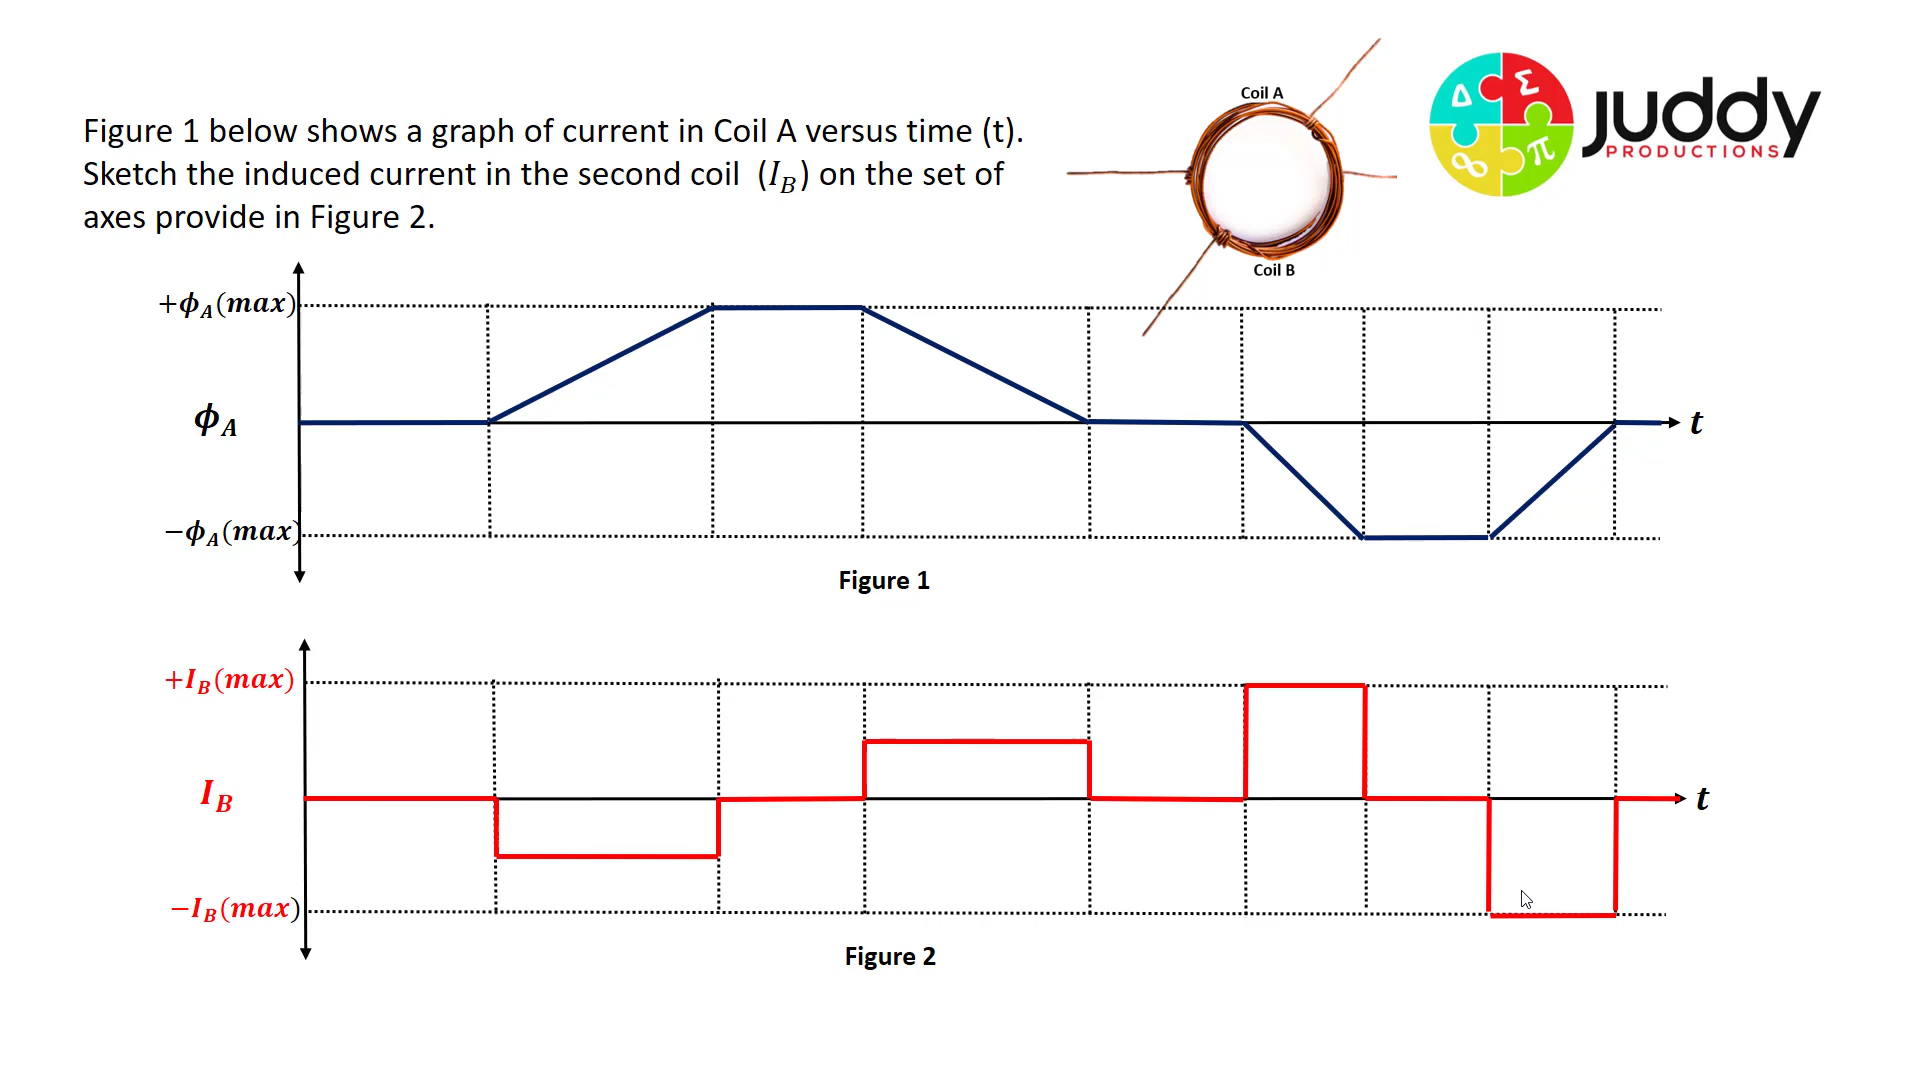 Coil A
Δ Σ
∞ π
juddy
PRODUCTIONS
Figure 1 below shows a graph of current in Coil A versus time (t).
Sketch the induced current in the second coil (I_B) on the set of
axes provide in Figure 2.
Coil B
+ϕ_A(max)
ϕ_A
t
−ϕ_A(max)
Figure 1
+I_B(max)
I_B
t
−I_B(max)
Figure 2